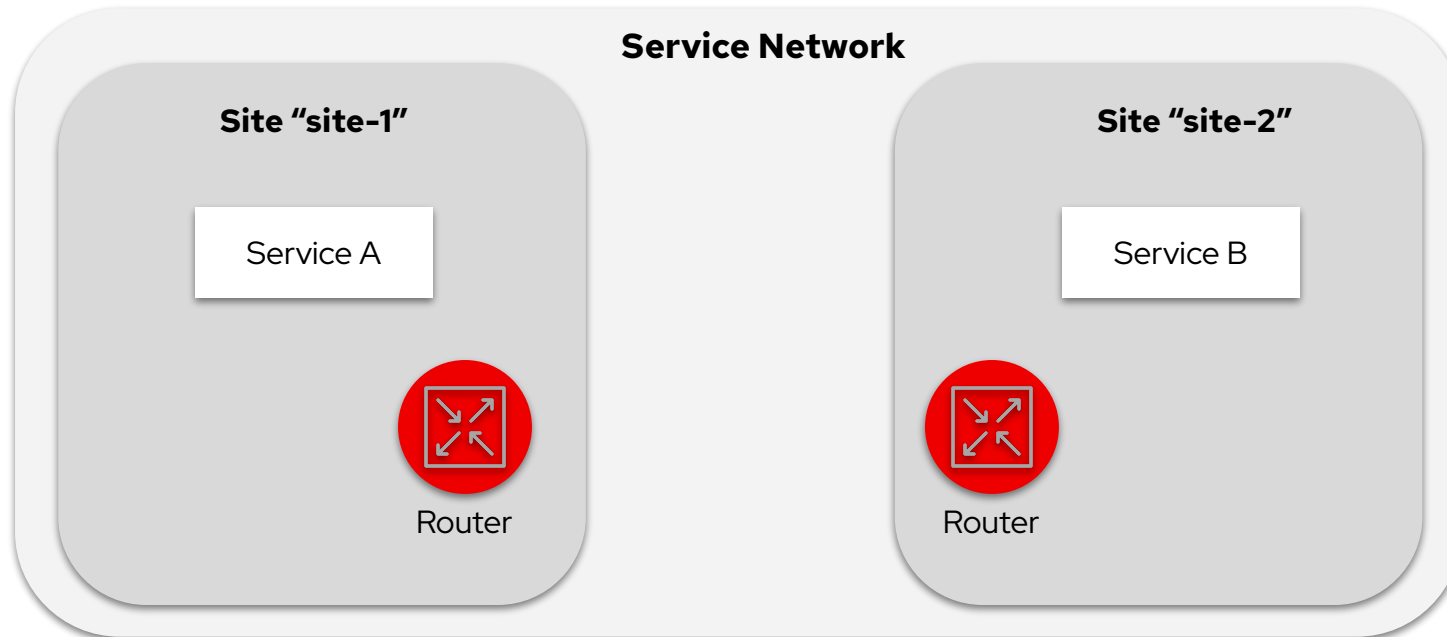 Service Network
Site “site-1”
Site “site-2”
Service A
Service B
Router
Router